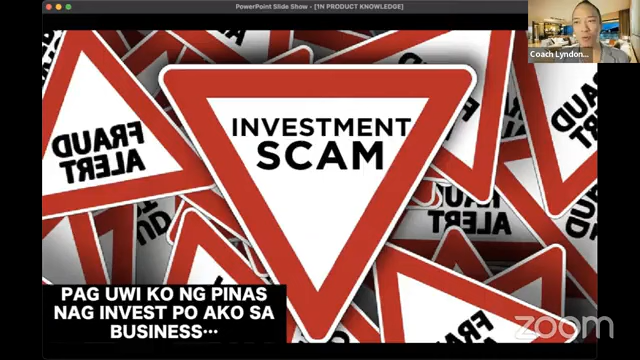 PowerPoint Slide Show - [1N PRODUCT KNOWLEDGE]
Coach Lyndon...
INVESTMENT
SCAM
FRAUD
ALERT
FRAUD
ALERT
PAG UWI KO NG PINAS
NAG INVEST PO AKO SA
BUSINESS...
zoom